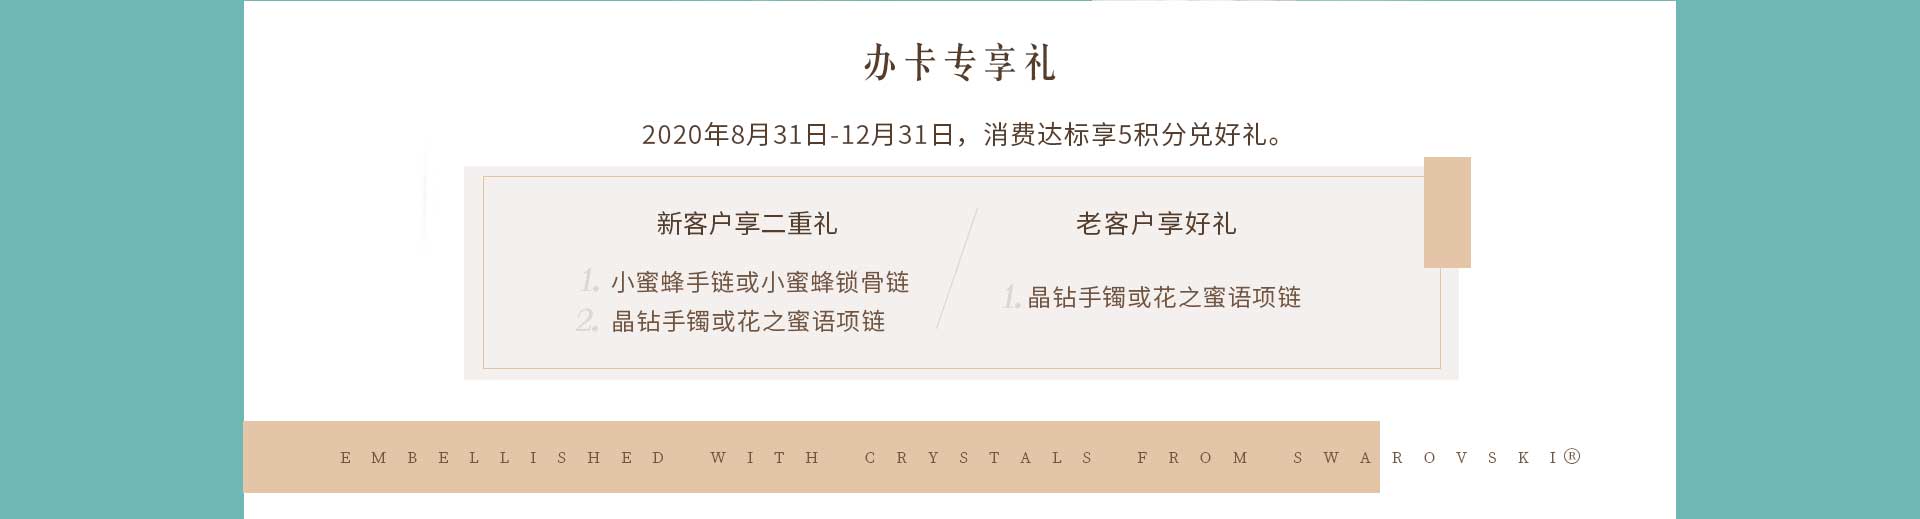 办卡专享礼
2020年8月31日-12月31日，消费达标享5积分兑好礼。
新客户享二重礼
1. 小蜜蜂手链或小蜜蜂锁骨链
2. 晶钻手镯或花之蜜语项链
老客户享好礼
1. 晶钻手镯或花之蜜语项链
EMBELLISHED WITH CRYSTALS FROM SWAROVSKI®